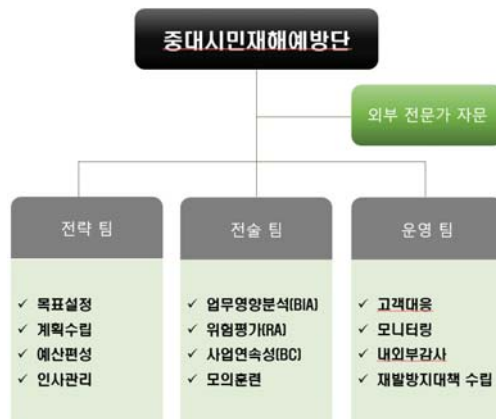 중대시민재해예방단
외부 전문가 자문
전략 팀
✓ 목표설정
✓ 계획수립
✓ 예산편성
✓ 인사관리
전술 팀
✓ 업무영향분석(BIA)
✓ 위험평가(RA)
✓ 사업연속성(BC)
✓ 모의훈련
운영 팀
✓ 고객대응
✓ 모니터링
✓ 내외부감사
✓ 재발방지대책 수립